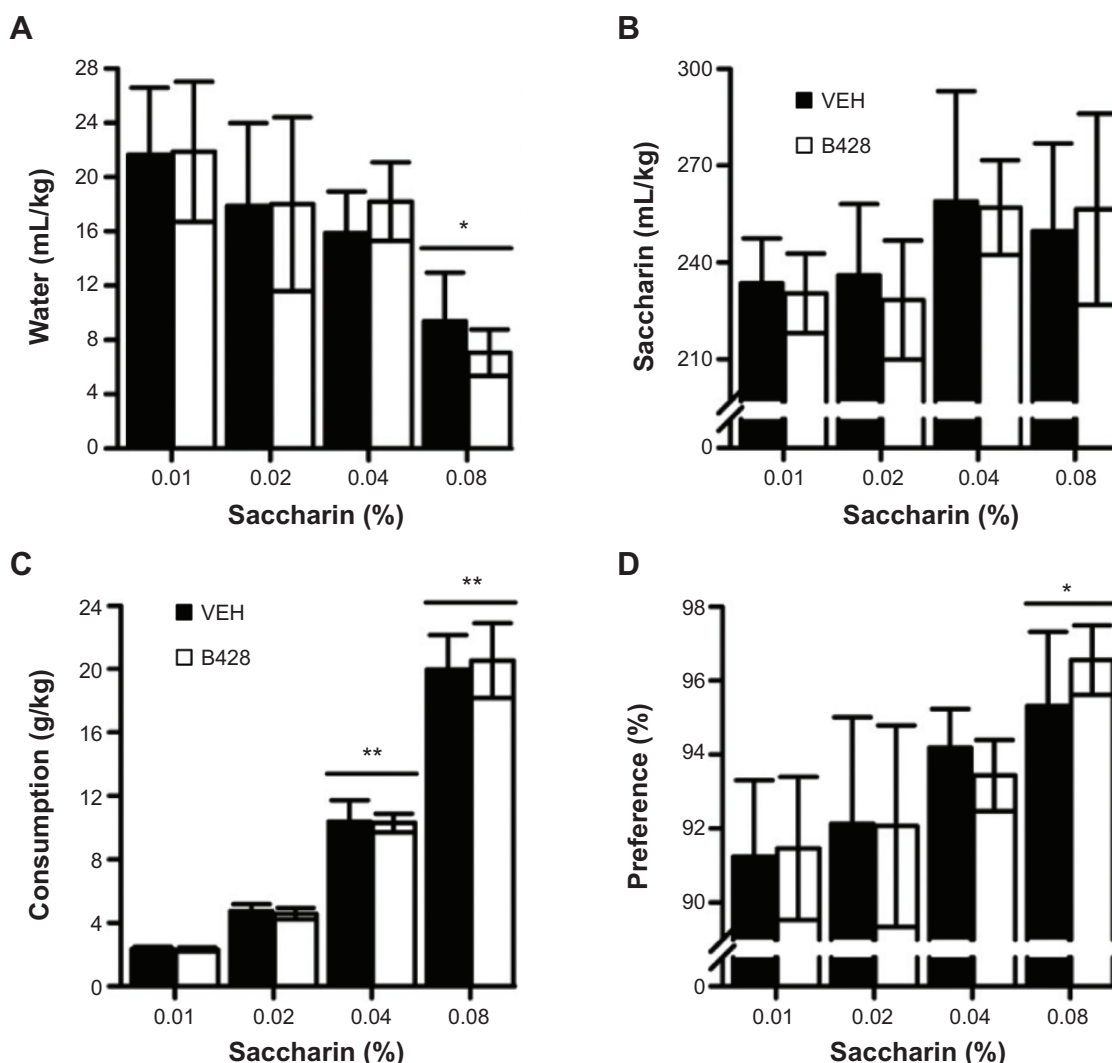 A
Water (mL/kg)
28
24
20
16
12
8
4
0
*
0.01 0.02 0.04 0.08
Saccharin (%)
B
Saccharin (mL/kg)
300
270
240
210
0
VEH
B428
0.01 0.02 0.04 0.08
Saccharin (%)
C
Consumption (g/kg)
24
20
16
12
8
4
0
VEH
B428
**
**
0.01 0.02 0.04 0.08
Saccharin (%)
D
Preference (%)
98
96
94
92
90
0
*
0.01 0.02 0.04 0.08
Saccharin (%)